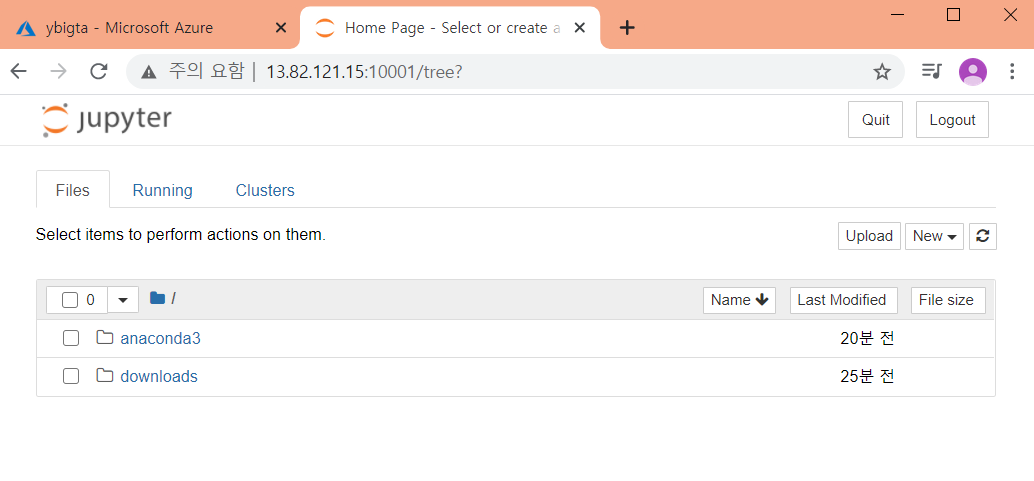 ybigta - Microsoft Azure
Home Page - Select or create a
주의 요함 | 13.82.121.15:10001/tree?
jupyter
Quit
Logout
Files
Running
Clusters
Select items to perform actions on them.
Upload
New
0
/
Name
Last Modified
File size
anaconda3
20분 전
downloads
25분 전